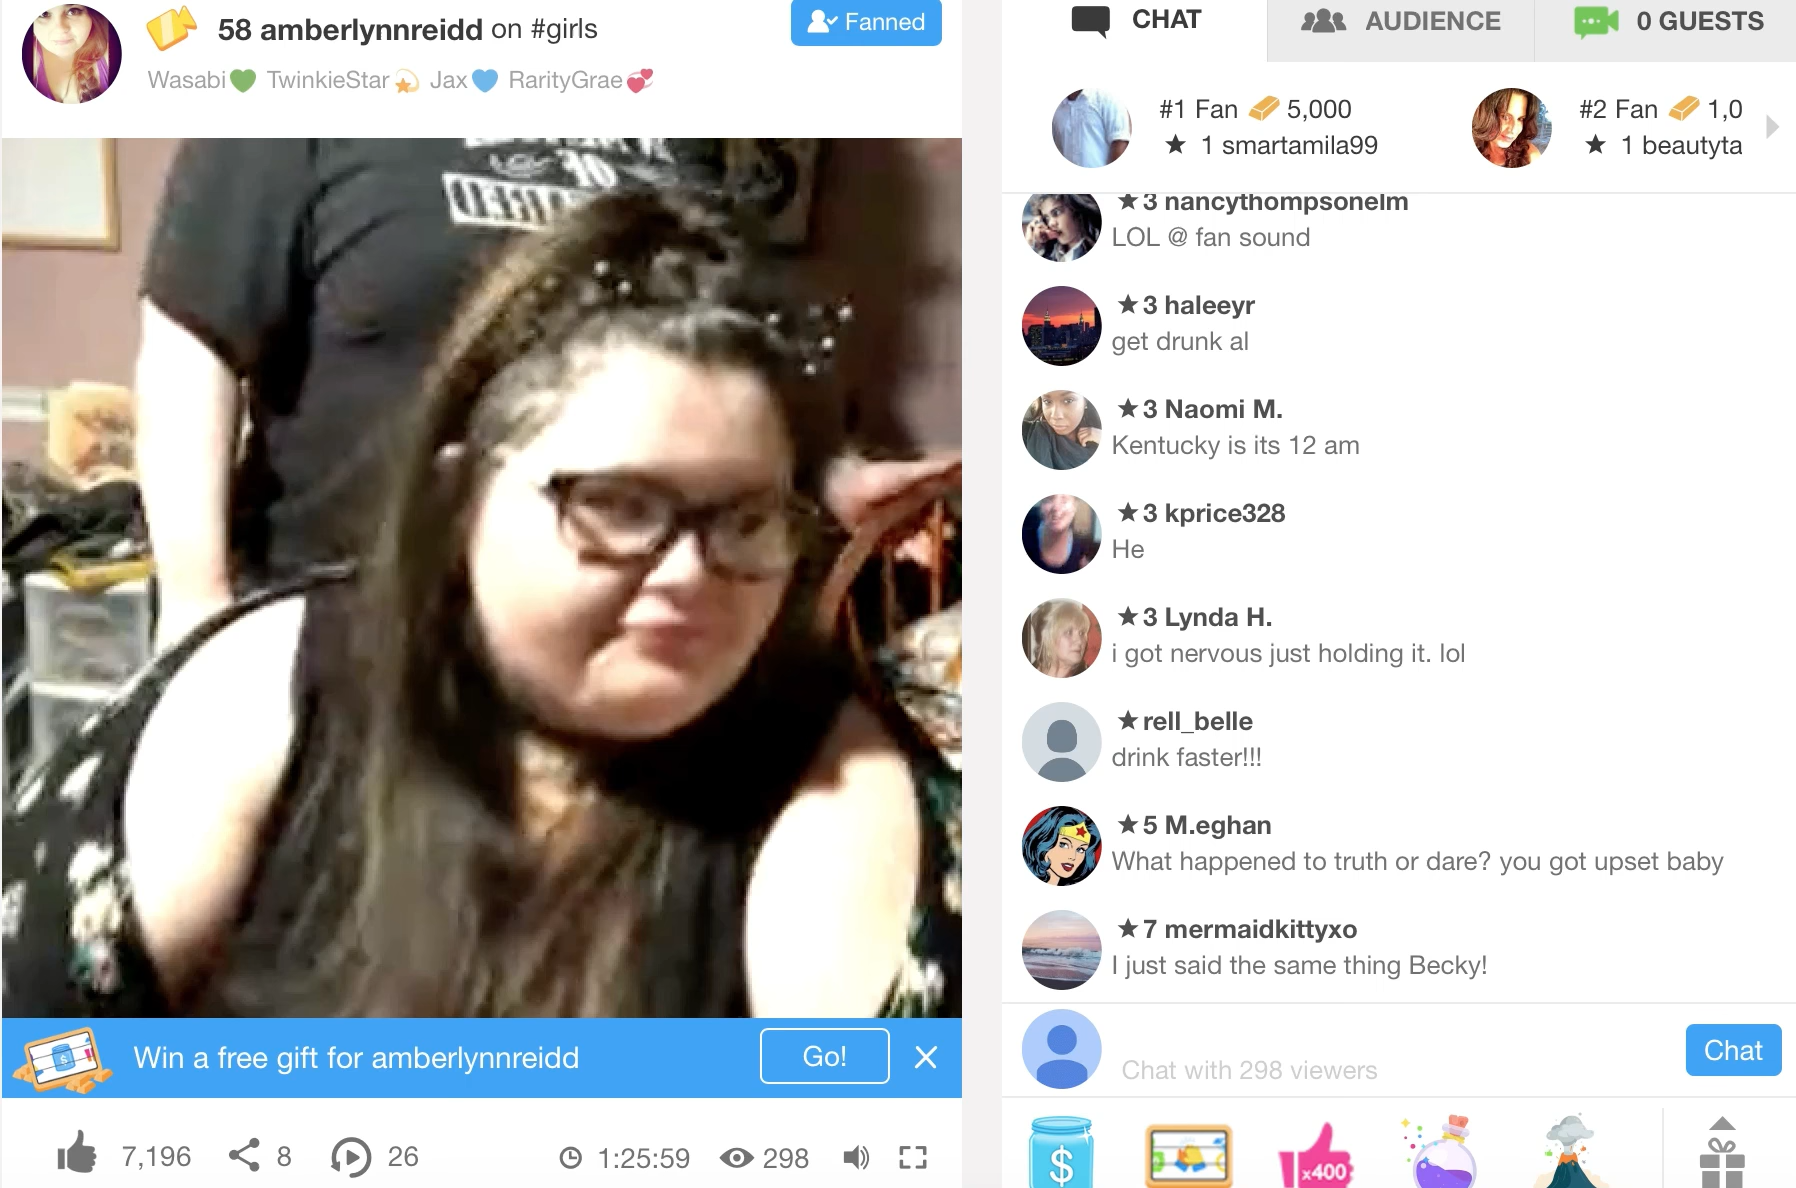 58 amberlynnreidd on #girls
Fanned
Wasabi💚 TwinkieStar💫 Jax💙 RarityGrae💞
Win a free gift for amberlynnreidd
Go!
7,196
8
26
1:25:59
298
CHAT
AUDIENCE
0 GUESTS
#1 Fan 5,000
★ 1 smartamila99
#2 Fan 1,0
★ 1 beautyta
★3 nancythompsonelm
LOL @ fan sound
★3 haleeyr
get drunk al
★3 Naomi M.
Kentucky is its 12 am
★3 kprice328
He
★3 Lynda H.
i got nervous just holding it. lol
★rell_belle
drink faster!!!
★5 M.eghan
What happened to truth or dare? you got upset baby
★7 mermaidkittyxo
I just said the same thing Becky!
Chat with 298 viewers
Chat
$
x400